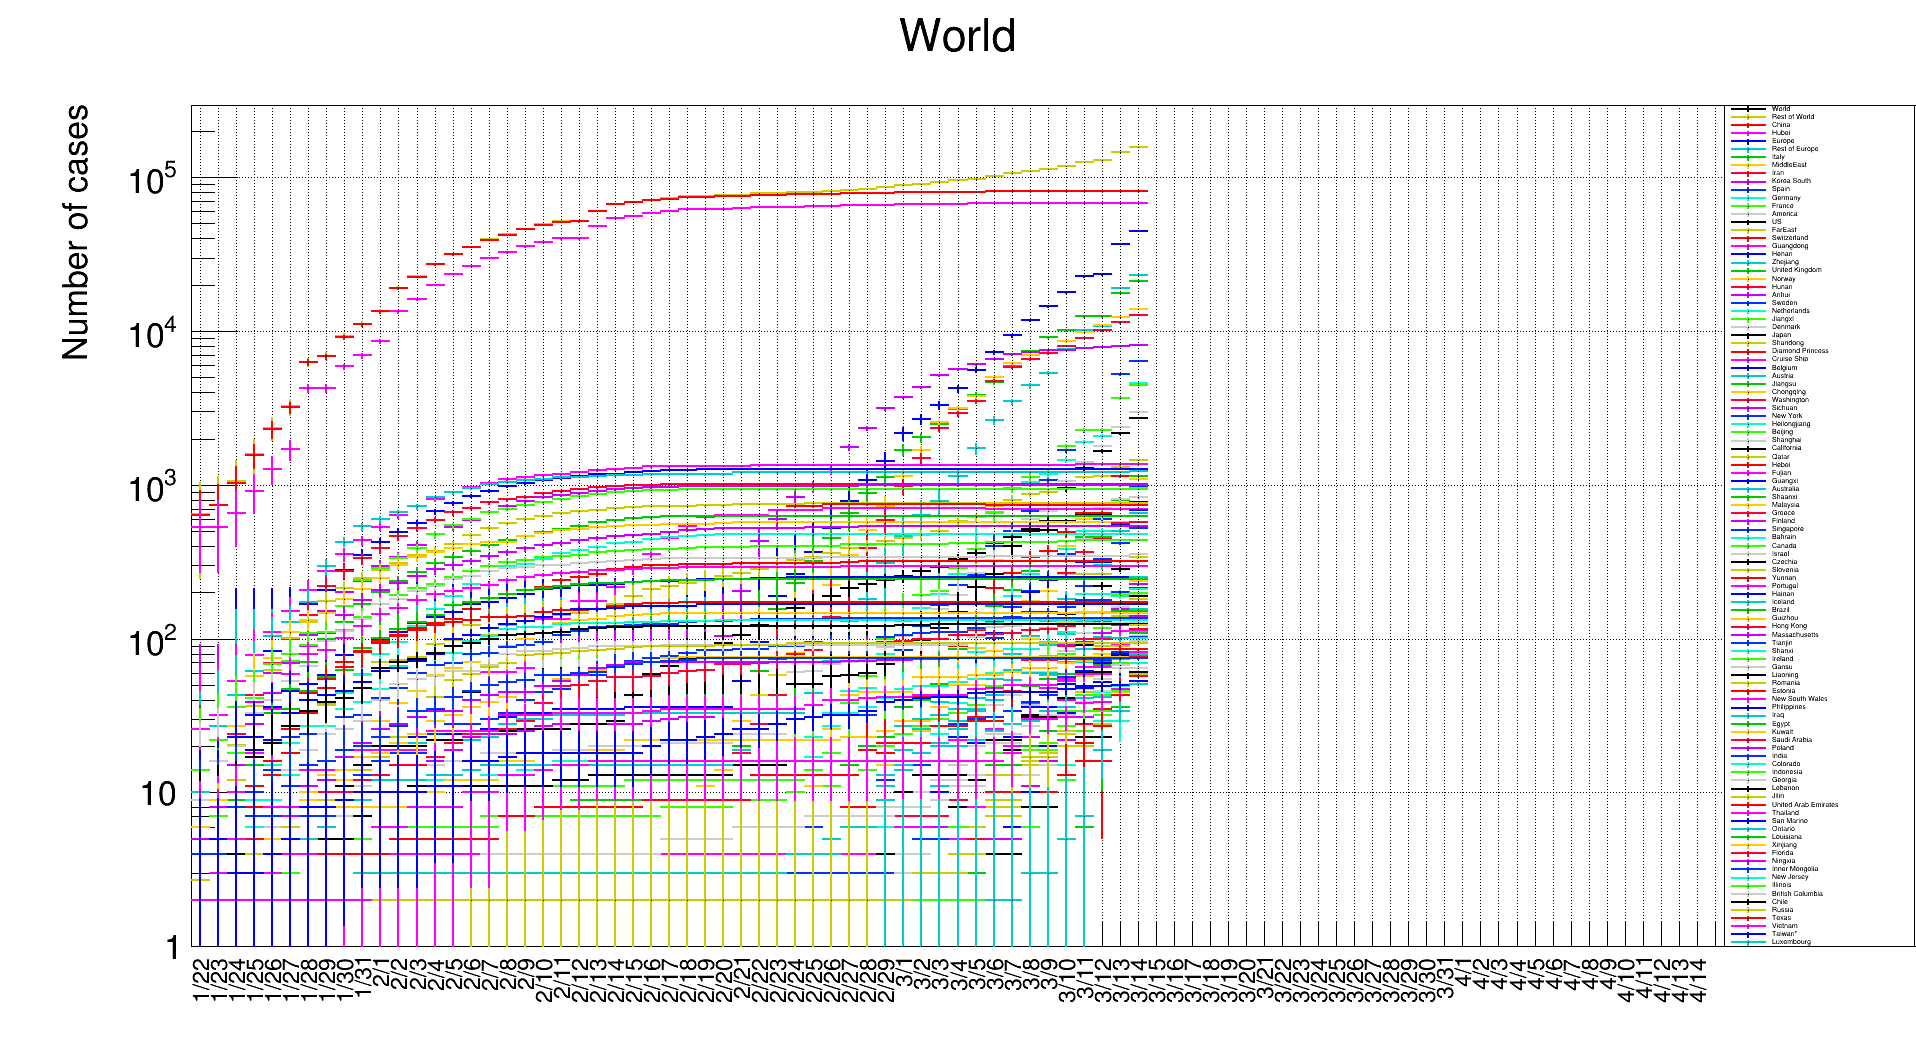 World
Number of cases
10^5
10^4
10^3
10^2
10
1
1/22
1/23
1/24
1/25
1/26
1/27
1/28
1/29
1/30
1/31
2/1
2/2
2/3
2/4
2/5
2/6
2/7
2/8
2/9
2/10
2/11
2/12
2/13
2/14
2/15
2/16
2/17
2/18
2/19
2/20
2/21
2/22
2/23
2/24
2/25
2/26
2/27
2/28
2/29
3/1
3/2
3/3
3/4
3/5
3/6
3/7
3/8
3/9
3/10
3/11
3/12
3/13
3/14
3/15
3/16
3/17
3/18
3/19
3/20
3/21
3/22
3/23
3/24
3/25
3/26
3/27
3/28
3/29
3/30
3/31
4/1
4/2
4/3
4/4
4/5
4/6
4/7
4/8
4/9
4/10
4/11
4/12
4/13
4/14
World
Rest of World
China
Hubei
Europe
Rest of Europe
Italy
MiddleEast
Iran
Korea South
Spain
Germany
France
America
US
FarEast
Switzerland
Guangdong
Henan
Zhejiang
United Kingdom
Norway
Hunan
Anhui
Sweden
Netherlands
Jiangxi
Denmark
Japan
Shandong
Diamond Princess
Cruise Ship
Belgium
Austria
Jiangsu
Chongqing
Washington
Sichuan
New York
Heilongjiang
Beijing
Shanghai
California
Qatar
Hebei
Fujian
Guangxi
Australia
Shaanxi
Malaysia
Greece
Finland
Singapore
Bahrain
Canada
Israel
Czechia
Slovenia
Yunnan
Portugal
Hainan
Iceland
Brazil
Guizhou
Hong Kong
Massachusetts
Tianjin
Shanxi
Ireland
Gansu
Liaoning
Romania
Estonia
New South Wales
Philippines
Iraq
Egypt
Kuwait
Saudi Arabia
Poland
India
Colorado
Indonesia
Georgia
Lebanon
Jilin
United Arab Emirates
Thailand
San Marino
Ontario
Louisiana
Xinjiang
Florida
Ningxia
Inner Mongolia
New Jersey
Illinois
British Columbia
Chile
Russia
Texas
Vietnam
Taiwan*
Luxembourg